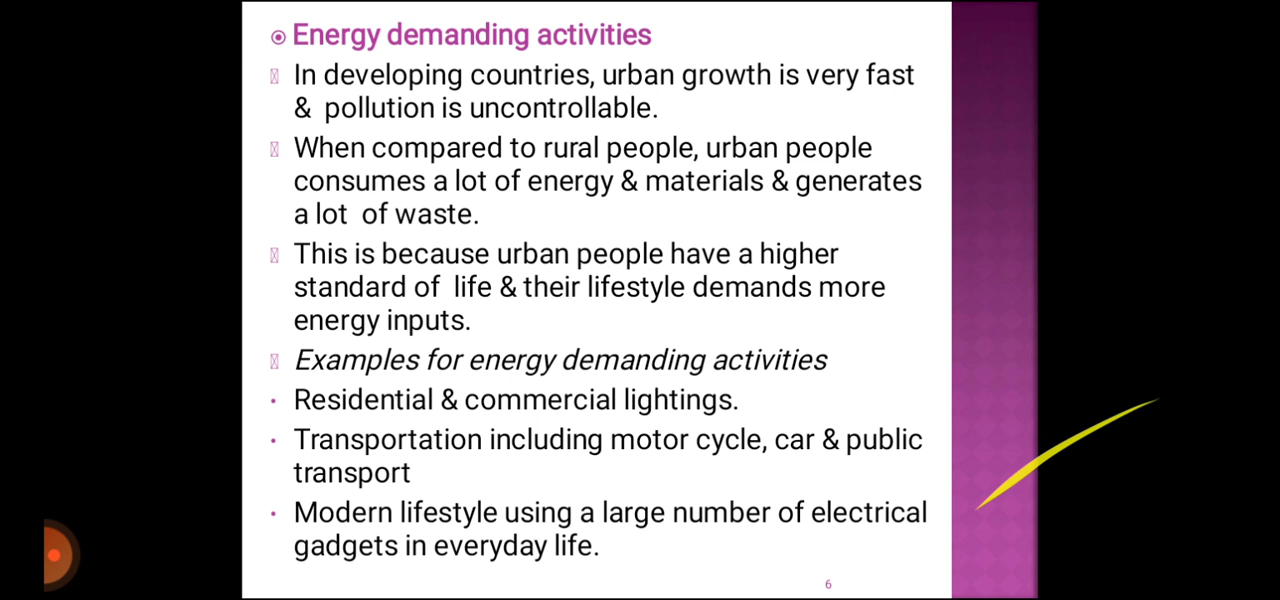 Energy demanding activities
In developing countries, urban growth is very fast
& pollution is uncontrollable.
When compared to rural people, urban people
consumes a lot of energy & materials & generates
a lot of waste.
This is because urban people have a higher
standard of life & their lifestyle demands more
energy inputs.
Examples for energy demanding activities
• Residential & commercial lightings.
• Transportation including motor cycle, car & public
transport
• Modern lifestyle using a large number of electrical
gadgets in everyday life.
6